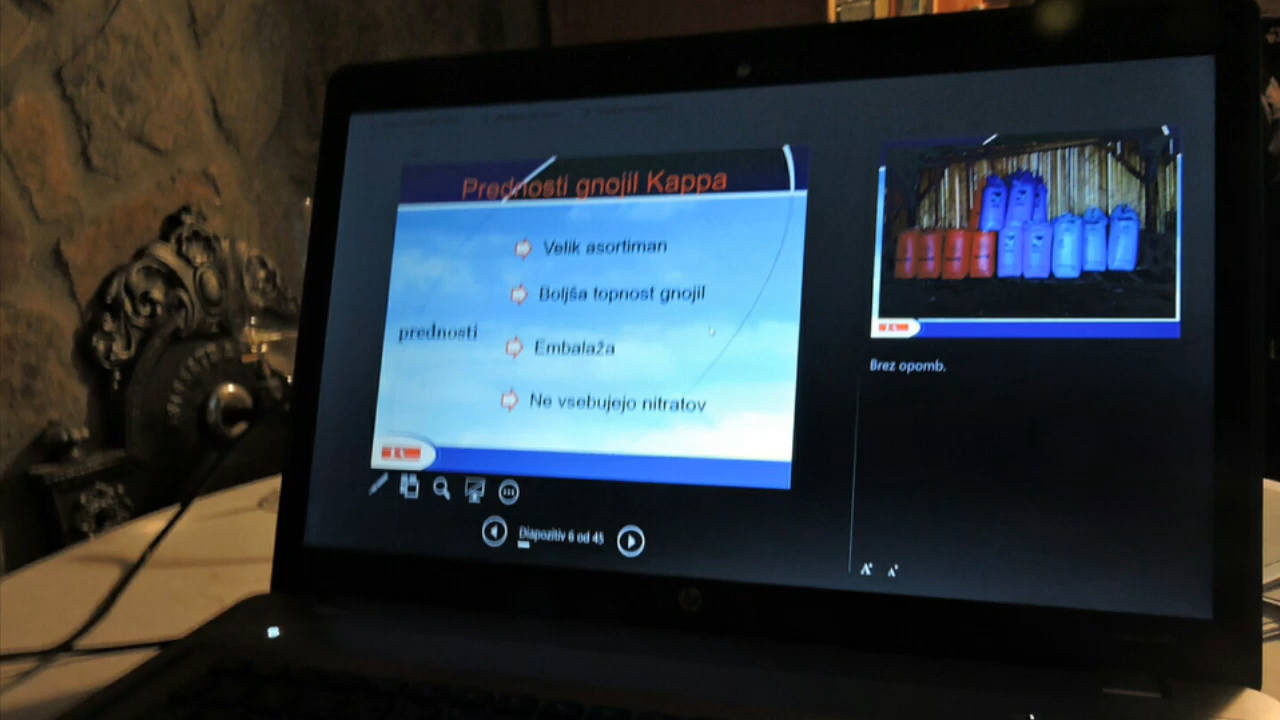 Prednosti gnojil Kappa
Velik asortiman
Boljša topnost gnojil
prednosti
Embalaža
Ne vsebujejo nitratov
Diapozitiv 6 od 45
Brez opomb.